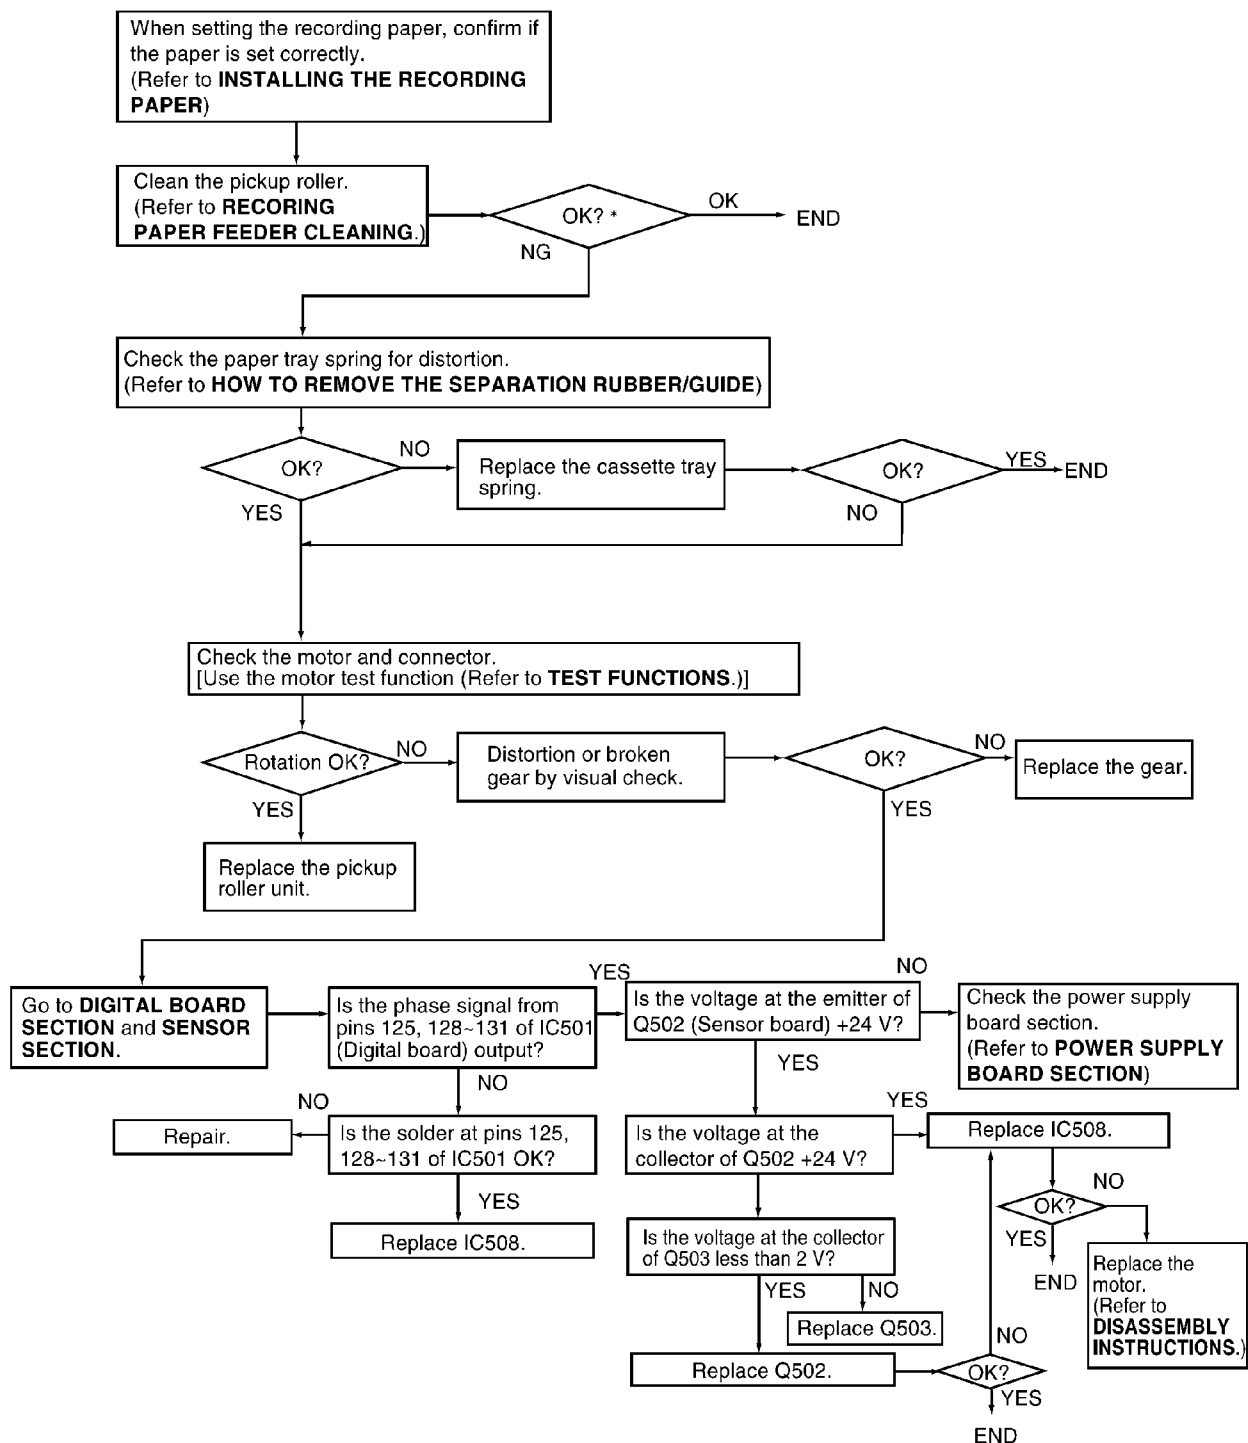 When setting the recording paper, confirm if
the paper is set correctly.
(Refer to INSTALLING THE RECORDING
PAPER)
Clean the pickup roller.
(Refer to RECORING
PAPER FEEDER CLEANING.)
OK? *
OK
END
NG
Check the paper tray spring for distortion.
(Refer to HOW TO REMOVE THE SEPARATION RUBBER/GUIDE)
OK?
NO
Replace the cassette tray
spring.
OK?
YES
END
YES
NO
Check the motor and connector.
[Use the motor test function (Refer to TEST FUNCTIONS.)]
Rotation OK?
NO
Distortion or broken
gear by visual check.
OK?
NO
Replace the gear.
YES
YES
Replace the pickup
roller unit.
Go to DIGITAL BOARD
SECTION and SENSOR
SECTION.
Is the phase signal from
pins 125, 128~131 of IC501
(Digital board) output?
YES
Is the voltage at the emitter of
Q502 (Sensor board) +24 V?
NO
Check the power supply
board section.
(Refer to POWER SUPPLY
BOARD SECTION)
NO
YES
Repair.
NO
Is the solder at pins 125,
128~131 of IC501 OK?
Is the voltage at the
collector of Q502 +24 V?
YES
Replace IC508.
YES
Replace IC508.
OK?
NO
YES
END
Is the voltage at the collector
of Q503 less than 2 V?
Replace the
motor.
(Refer to
DISASSEMBLY
INSTRUCTIONS.)
YES
NO
Replace Q503.
Replace Q502.
OK?
NO
YES
END